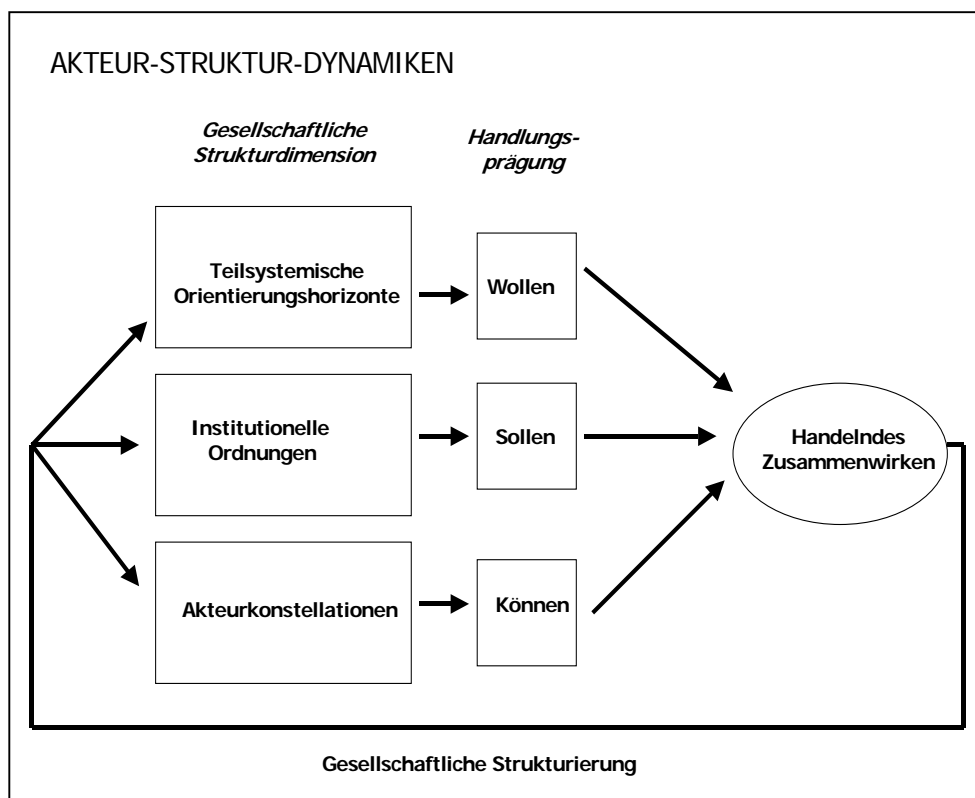 AKTEUR-STRUKTUR-DYNAMIKEN
Gesellschaftliche
Strukturdimension
Handlungs-
prägung
Teilsystemische
Orientierungshorizonte
Wollen
Institutionelle
Ordnungen
Sollen
Handelndes
Zusammenwirken
Akteurkonstellationen
Können
Gesellschaftliche Strukturierung